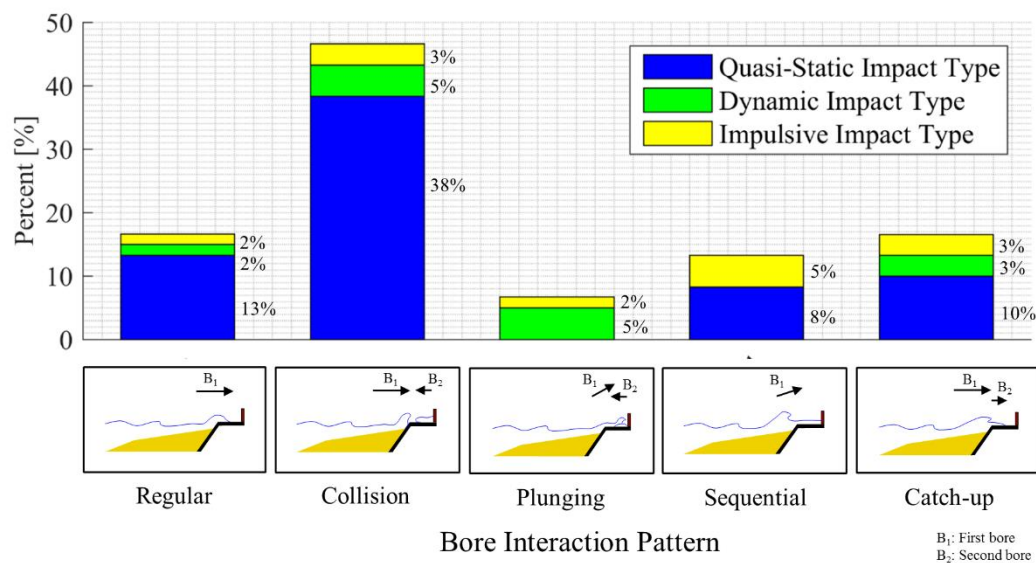 50
40
30
20
10
0
Percent [%]
Quasi-Static Impact Type
Dynamic Impact Type
Impulsive Impact Type
2%
2%
13%
3%
5%
38%
2%
5%
5%
8%
3%
3%
10%
B₁
B₁ B₂
B₁ B₂
B₁
B₁ B₂
Regular Collision Plunging Sequential Catch-up
Bore Interaction Pattern
B₁: First bore
B₂: Second bore